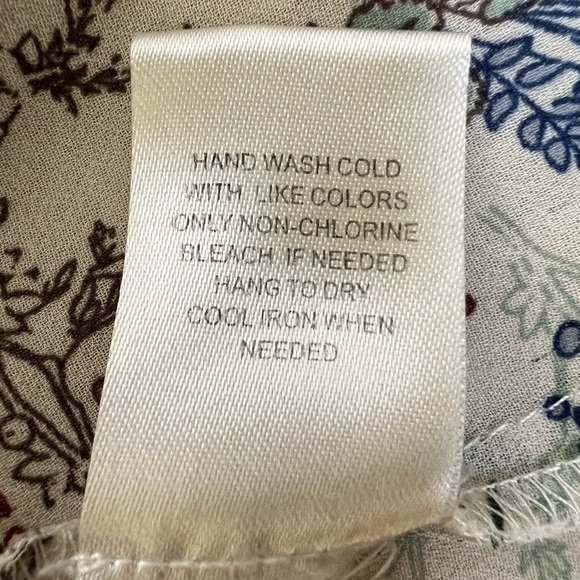 HAND WASH COLD
WITH LIKE COLORS
ONLY NON-CHLORINE
BLEACH IF NEEDED
HANG TO DRY
COOL IRON WHEN
NEEDED